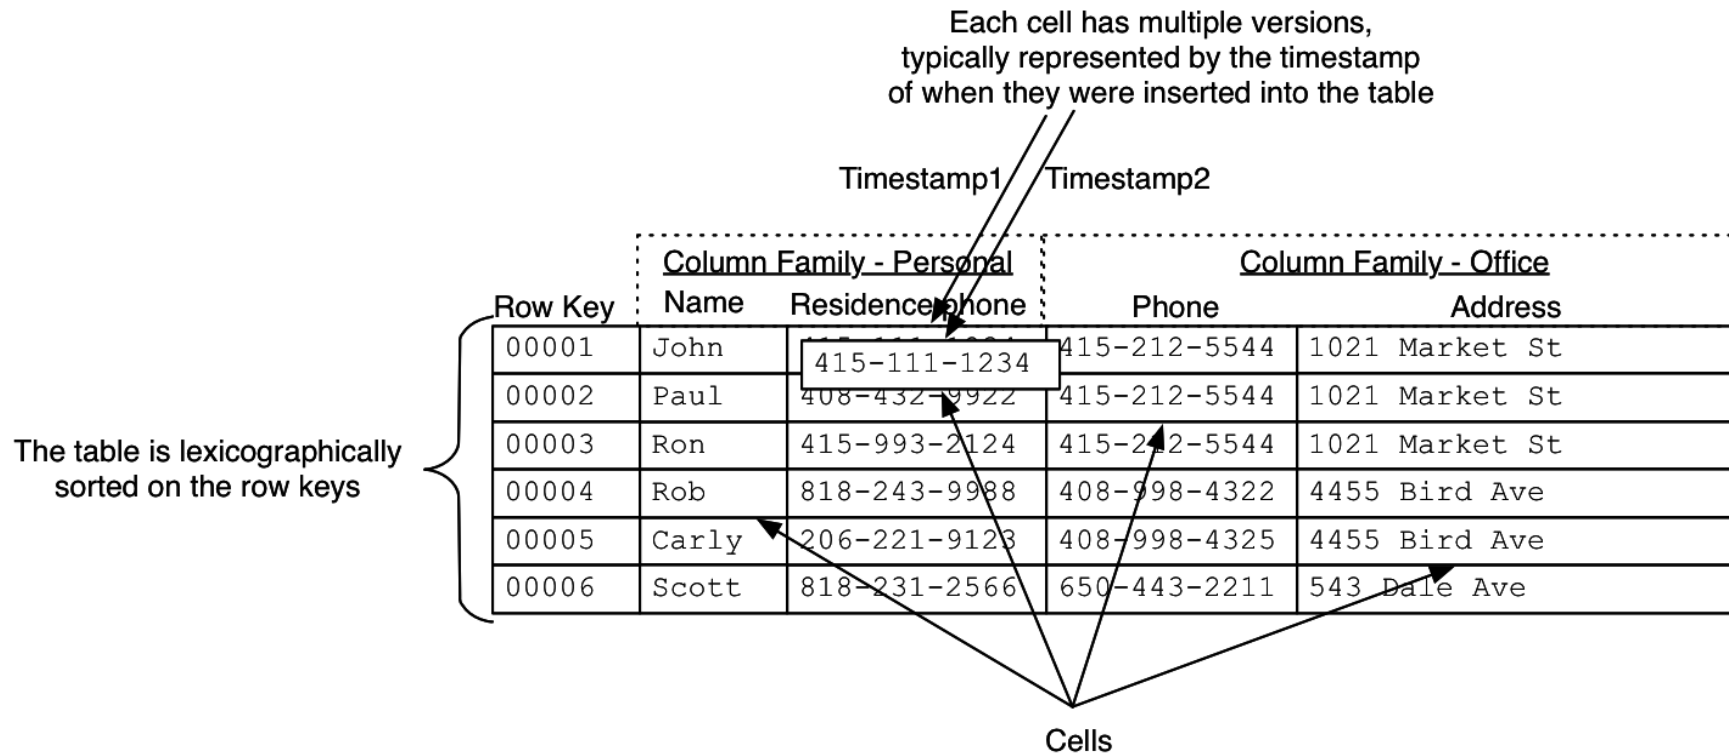 Each cell has multiple versions,
typically represented by the timestamp
of when they were inserted into the table
Timestamp1 Timestamp2
Column Family - Personal Column Family - Office
Row Key Name Residence phone Phone Address
00001 John 415-111-1234 415-212-5544 1021 Market St
00002 Paul 408-432-9922 415-212-5544 1021 Market St
00003 Ron 415-993-2124 415-212-5544 1021 Market St
The table is lexicographically
sorted on the row keys
00004 Rob 818-243-9988 408-998-4322 4455 Bird Ave
00005 Carly 206-221-9123 408-998-4325 4455 Bird Ave
00006 Scott 818-231-2566 650-443-2211 543 Dale Ave
Cells